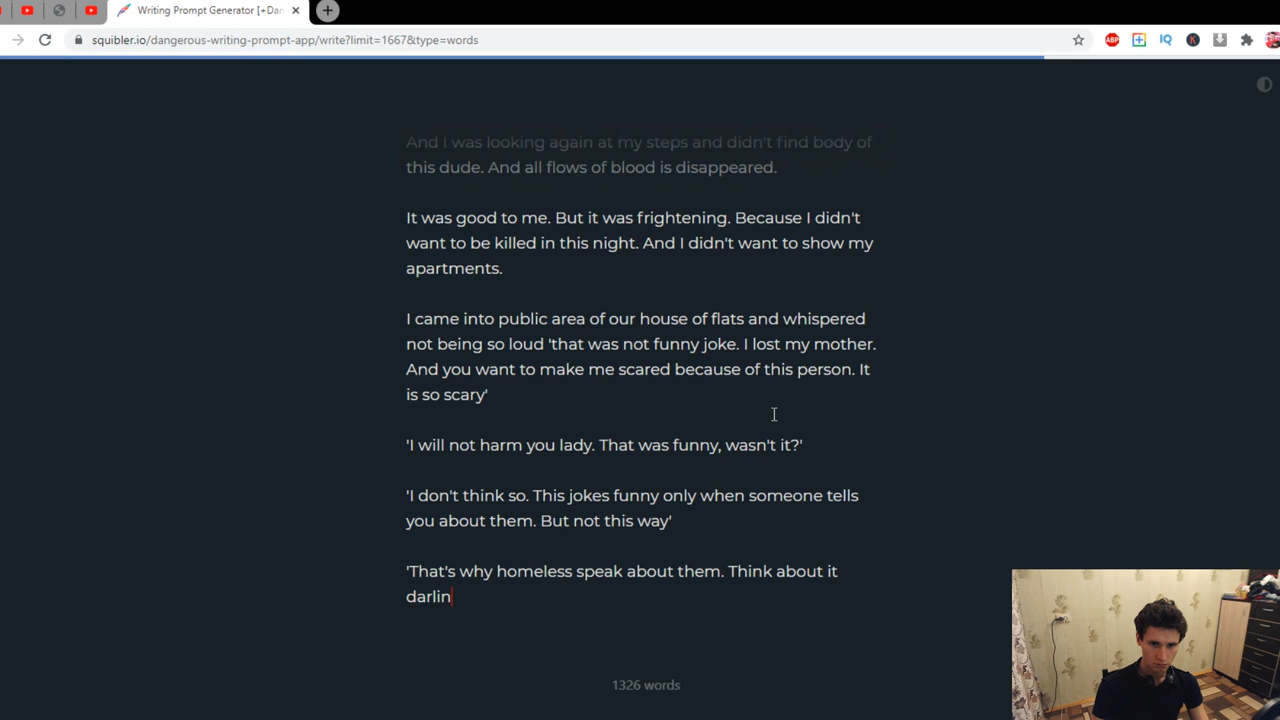 Writing Prompt Generator [+Dan
squibler.io/dangerous-writing-prompt-app/write?limit=1667&type=words
ABP
IQ
K
And I was looking again at my steps and didn't find body of
this dude. And all flows of blood is disappeared.
It was good to me. But it was frightening. Because I didn't
want to be killed in this night. And I didn't want to show my
apartments.
I came into public area of our house of flats and whispered
not being so loud 'that was not funny joke. I lost my mother.
And you want to make me scared because of this person. It
is so scary'
'I will not harm you lady. That was funny, wasn't it?'
'I don't think so. This jokes funny only when someone tells
you about them. But not this way'
'That's why homeless speak about them. Think about it
darlin
1326 words